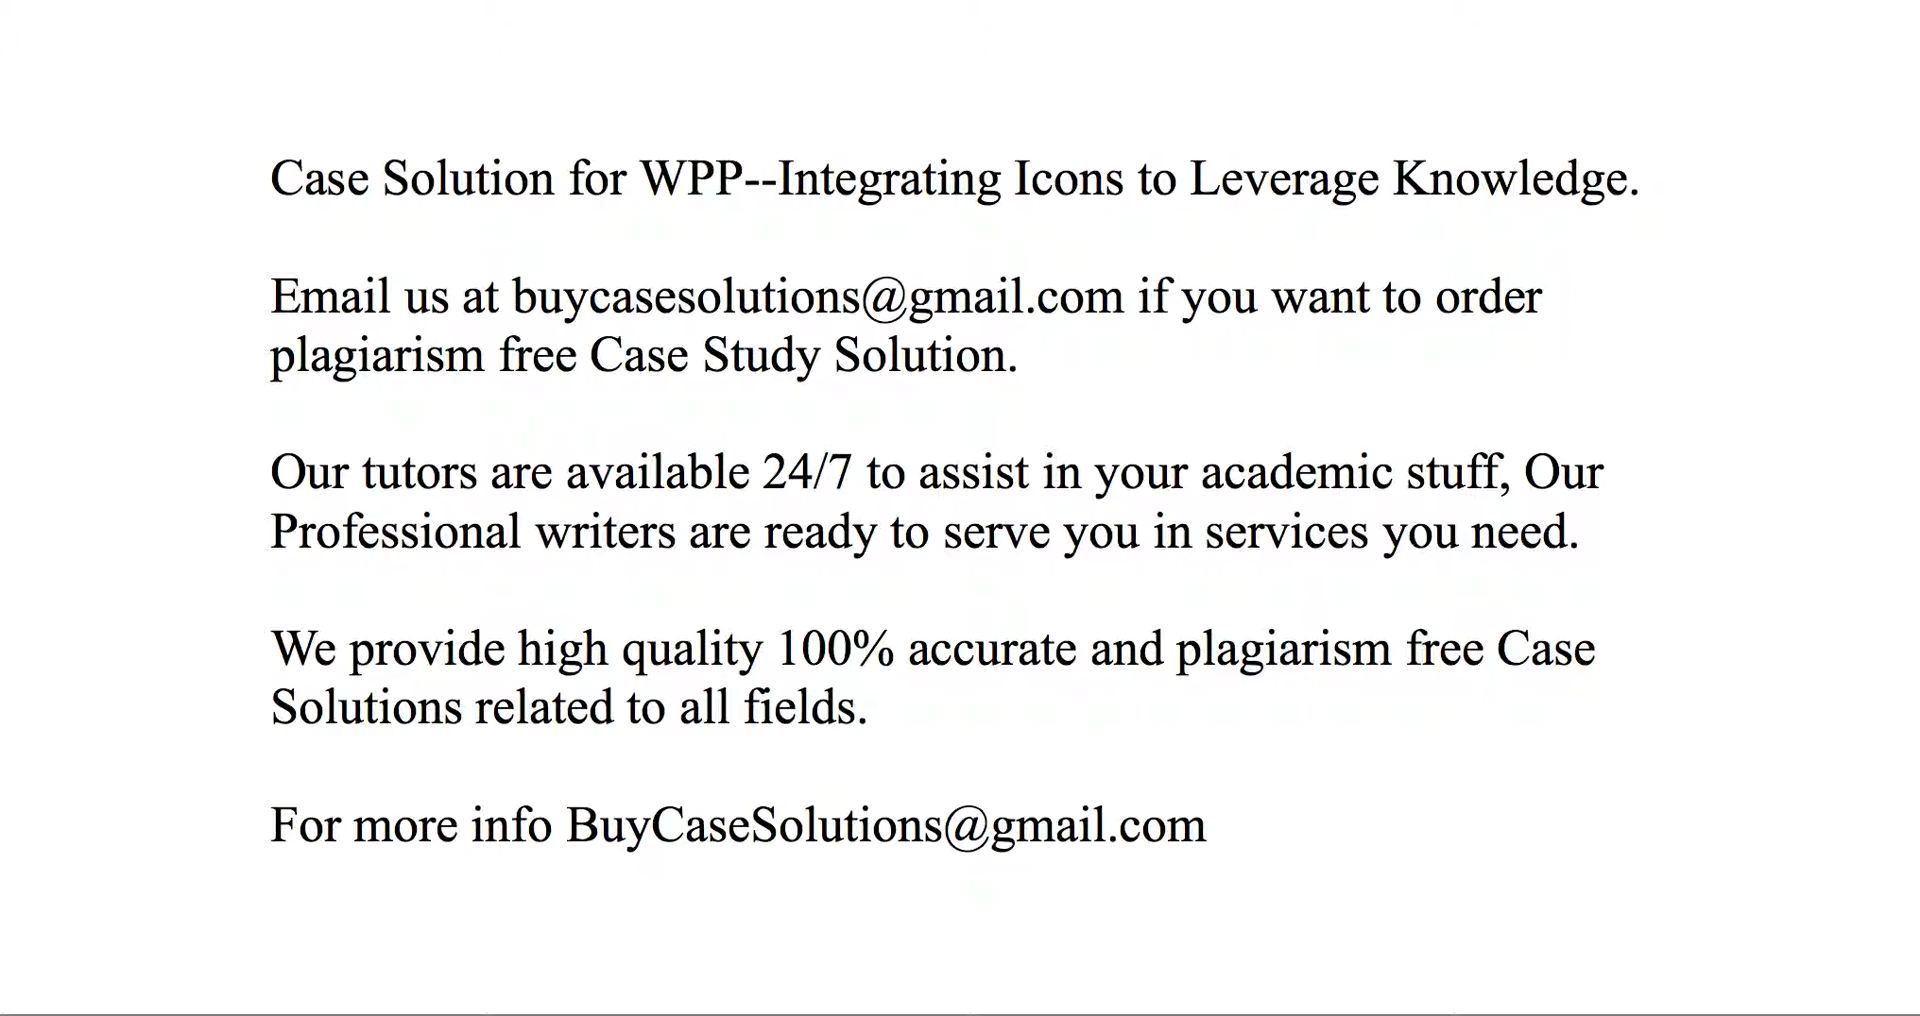 Case Solution for WPP--Integrating Icons to Leverage Knowledge.
Email us at buycasesolutions@gmail.com if you want to order
plagiarism free Case Study Solution.
Our tutors are available 24/7 to assist in your academic stuff, Our
Professional writers are ready to serve you in services you need.
We provide high quality 100% accurate and plagiarism free Case
Solutions related to all fields.
For more info BuyCaseSolutions@gmail.com